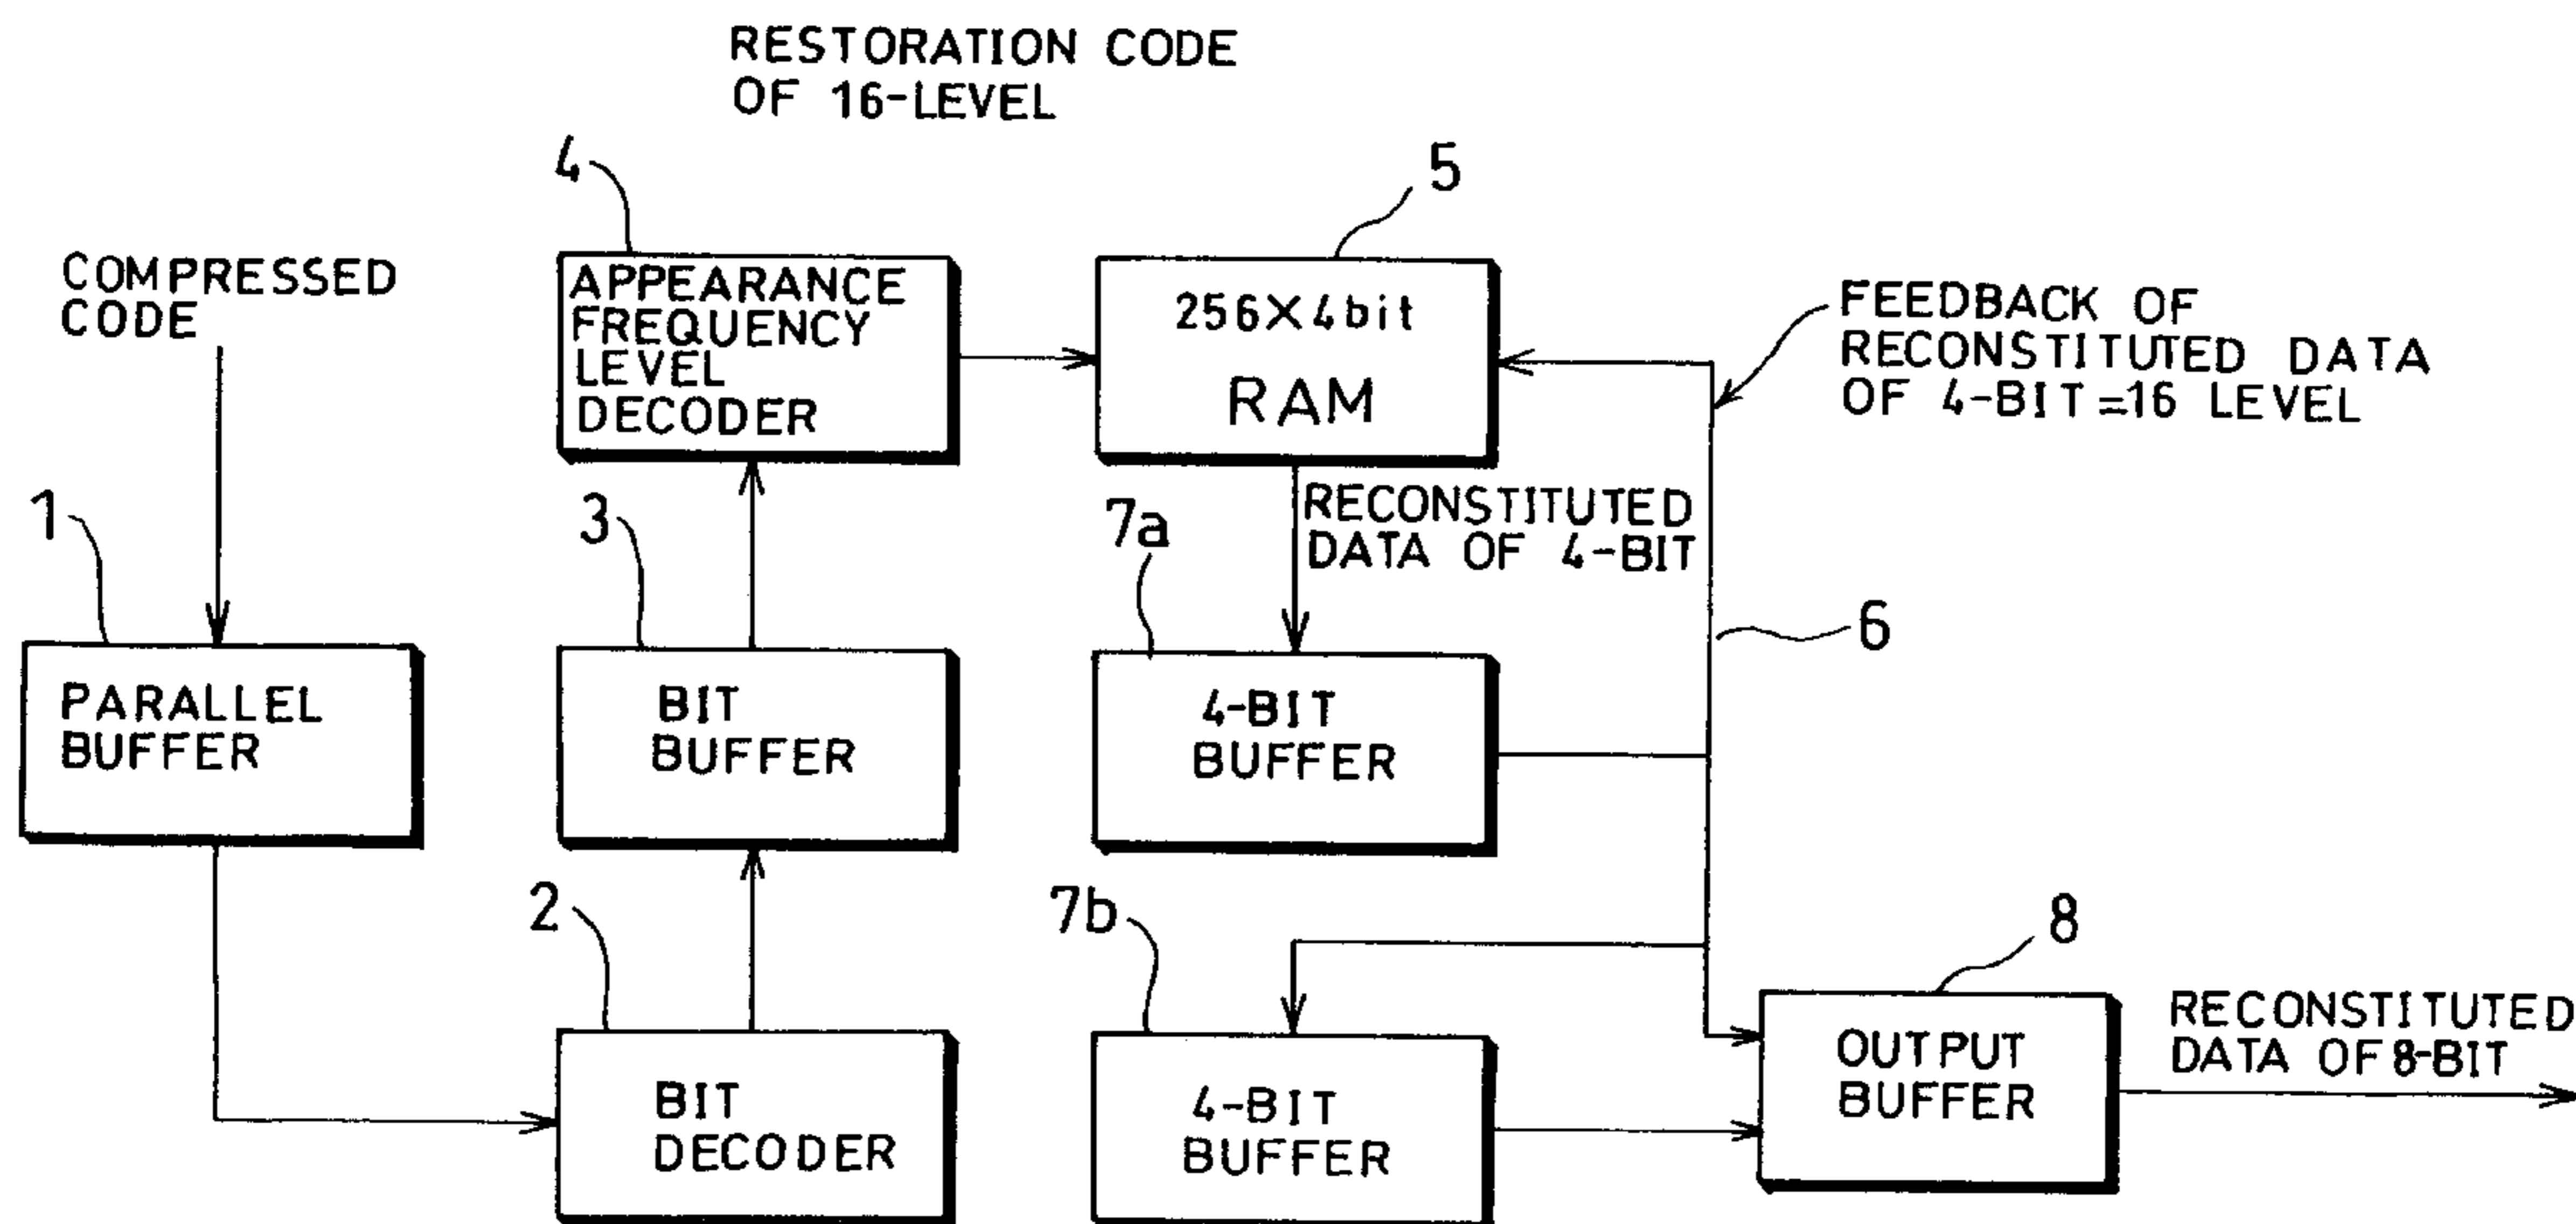 RESTORATION CODE
OF 16-LEVEL
4
5
COMPRESSED
CODE
APPEARANCE
FREQUENCY
LEVEL
DECODER
256×4bit
RAM
FEEDBACK OF
RECONSTITUTED DATA
OF 4-BIT=16 LEVEL
1
3
7a
RECONSTITUTED
DATA OF 4-BIT
6
PARALLEL
BUFFER
BIT
BUFFER
4-BIT
BUFFER
2
7b
8
BIT
DECODER
4-BIT
BUFFER
OUTPUT
BUFFER
RECONSTITUTED
DATA OF 8-BIT